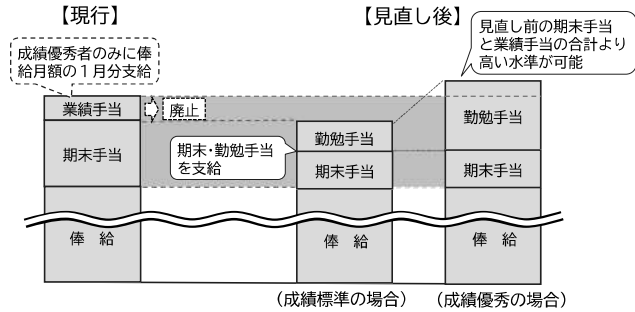 【現行】
成績優秀者のみに俸
給月額の１月分支給
業績手当
廃止
期末手当
俸　給
【見直し後】
見直し前の期末手当
と業績手当の合計より
高い水準が可能
期末・勤勉手当
を支給
勤勉手当
期末手当
俸　給
（成績標準の場合）
勤勉手当
期末手当
俸　給
（成績優秀の場合）